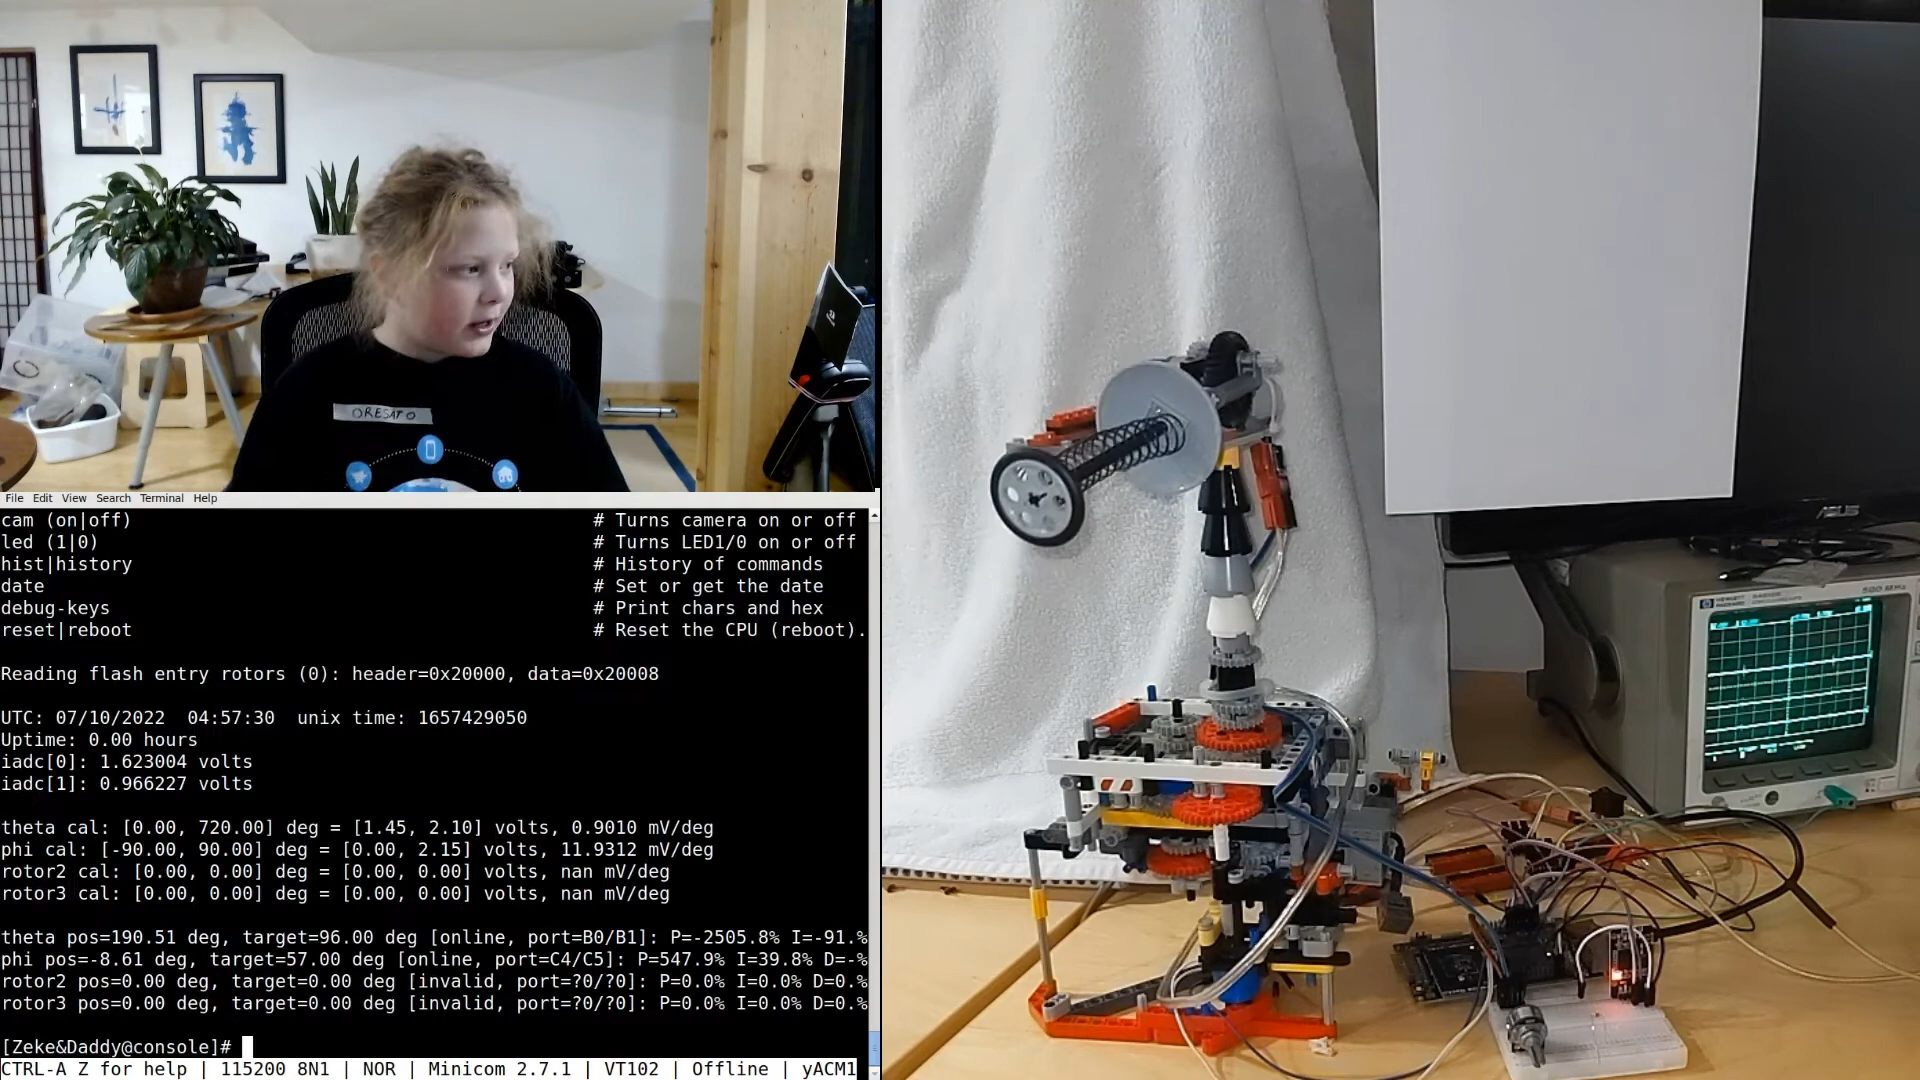 ORESAT0
File Edit View Search Terminal Help
cam (on|off) # Turns camera on or off
led (1|0) # Turns LED1/0 on or off
hist|history # History of commands
date # Set or get the date
debug-keys # Print chars and hex
reset|reboot # Reset the CPU (reboot).
Reading flash entry rotors (0): header=0x20000, data=0x20008
UTC: 07/10/2022  04:57:30  unix time: 1657429050
Uptime: 0.00 hours
iadc[0]: 1.623004 volts
iadc[1]: 0.966227 volts
theta cal: [0.00, 720.00] deg = [1.45, 2.10] volts, 0.9010 mV/deg
phi cal: [-90.00, 90.00] deg = [0.00, 2.15] volts, 11.9312 mV/deg
rotor2 cal: [0.00, 0.00] deg = [0.00, 0.00] volts, nan mV/deg
rotor3 cal: [0.00, 0.00] deg = [0.00, 0.00] volts, nan mV/deg
theta pos=190.51 deg, target=96.00 deg [online, port=B0/B1]: P=-2505.8% I=-91.%
phi pos=-8.61 deg, target=57.00 deg [online, port=C4/C5]: P=547.9% I=39.8% D=-%
rotor2 pos=0.00 deg, target=0.00 deg [invalid, port=?0/?0]: P=0.0% I=0.0% D=0.%
rotor3 pos=0.00 deg, target=0.00 deg [invalid, port=?0/?0]: P=0.0% I=0.0% D=0.%
[Zeke&Daddy@console]#
CTRL-A Z for help | 115200 8N1 | NOR | Minicom 2.7.1 | VT102 | Offline | yACM1
ASUS
HEWLETT
PACKARD
500 MHz